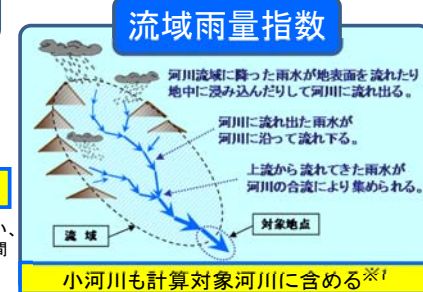 流域雨量指数
河川流域に降った雨水が地表面を流れたり
地中に浸み込んだりして河川に流れ出る。
河川に流れ出た雨水が
河川に沿って流れ下る。
上流から流れてきた雨水が
河川の合流により集められる。
流域
対象地点
い、
間
小河川も計算対象河川に含める※1